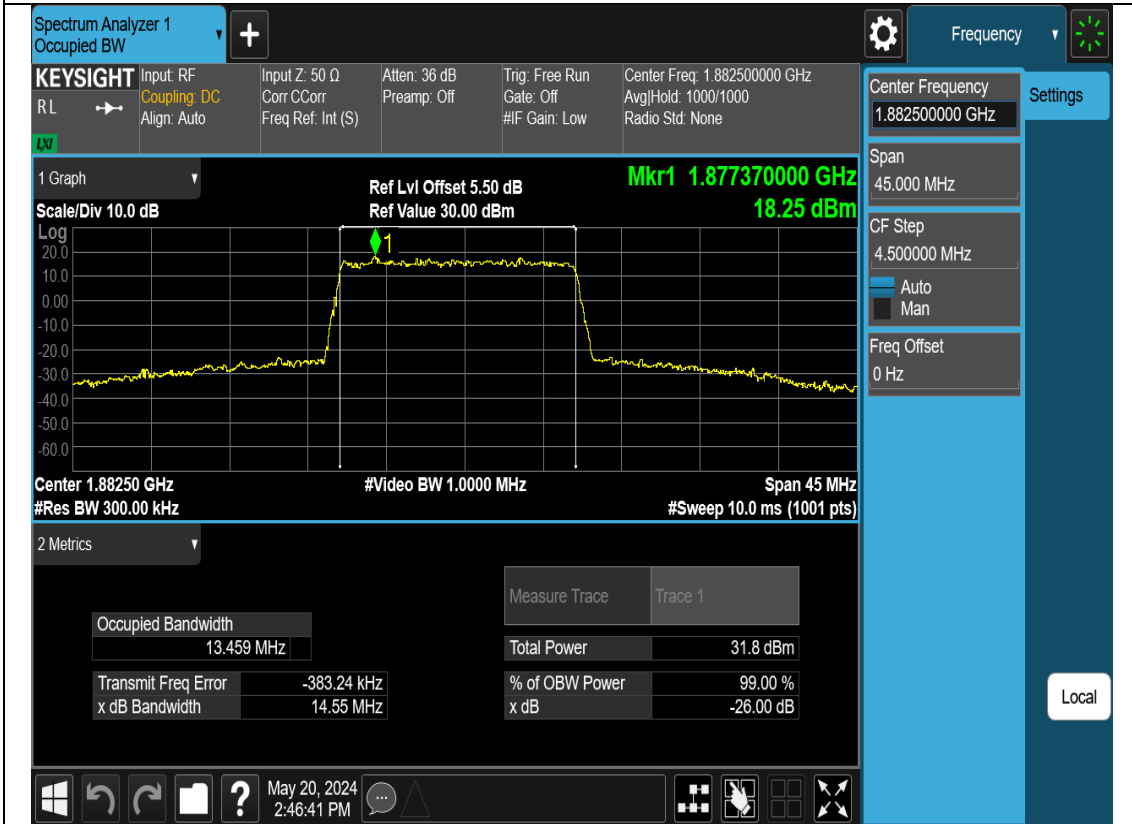 Spectrum Analyzer 1
Occupied BW
+
Frequency
KEYSIGHT
RL
LXI
Input: RF
Coupling: DC
Align: Auto
Input Z: 50 Ω
Corr CCorr
Freq Ref: Int (S)
Atten: 36 dB
Preamp: Off
Trig: Free Run
Gate: Off
#IF Gain: Low
Center Freq: 1.882500000 GHz
Avg|Hold: 1000/1000
Radio Std: None
Center Frequency
1.882500000 GHz
Settings
Span
45.000 MHz
CF Step
4.500000 MHz
Auto
Man
Freq Offset
0 Hz
Local
1 Graph
Scale/Div 10.0 dB
Ref Lvl Offset 5.50 dB
Ref Value 30.00 dBm
Mkr1 1.877370000 GHz
18.25 dBm
Log
1
20.0
10.0
0.00
-10.0
-20.0
-30.0
-40.0
-50.0
-60.0
Center 1.88250 GHz
#Video BW 1.0000 MHz
Span 45 MHz
#Res BW 300.00 kHz
#Sweep 10.0 ms (1001 pts)
2 Metrics
Measure Trace Trace 1
Occupied Bandwidth
13.459 MHz
Total Power 31.8 dBm
Transmit Freq Error -383.24 kHz
% of OBW Power 99.00 %
x dB Bandwidth 14.55 MHz
x dB -26.00 dB
?
May 20, 2024
2:46:41 PM